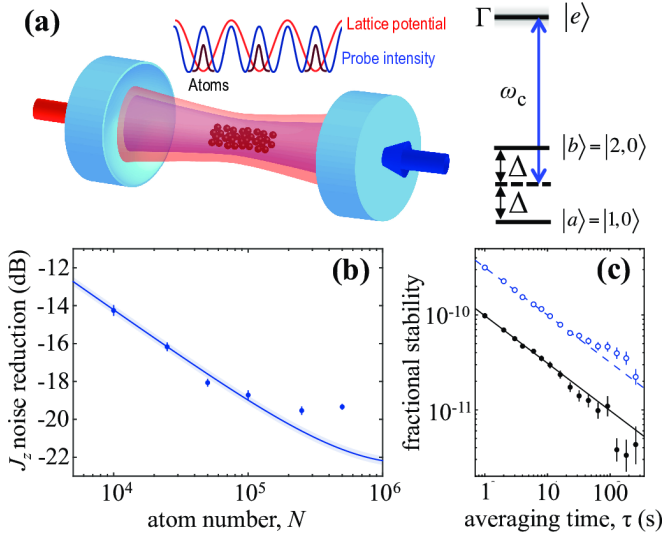 (a)
Lattice potential
Probe intensity
Atoms
Γ
|e⟩
ω_c
|b⟩=|2,0⟩
Δ
Δ
|a⟩=|1,0⟩
(b)
J_z noise reduction (dB)
-12
-14
-16
-18
-20
-22
10^4
10^5
10^6
atom number, N
(c)
fractional stability
10^-10
10^-11
1
10
100
averaging time, τ (s)